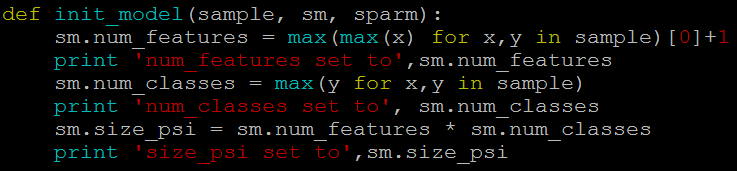 def init_model(sample, sm, sparm):
    sm.num_features = max(max(x) for x,y in sample)[0]+1
    print 'num_features set to',sm.num_features
    sm.num_classes = max(y for x,y in sample)
    print 'num_classes set to', sm.num_classes
    sm.size_psi = sm.num_features * sm.num_classes
    print 'size_psi set to',sm.size_psi